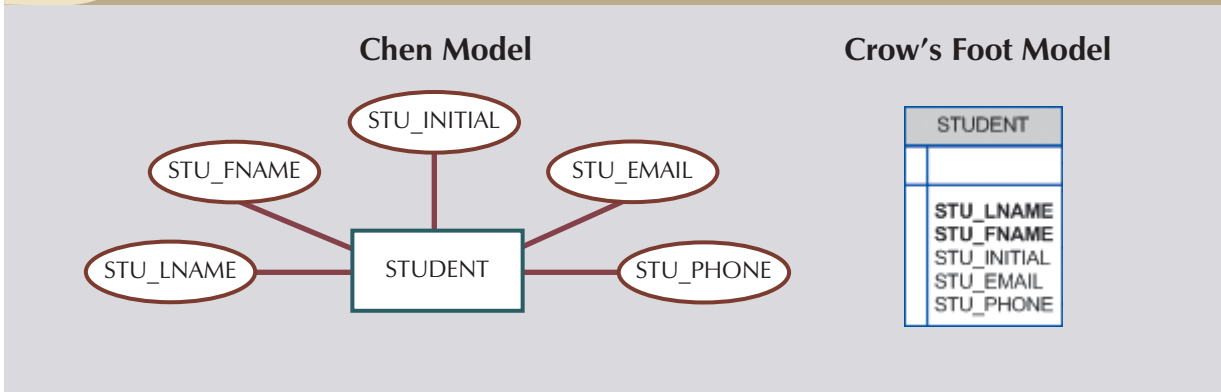 Chen Model
STU_INITIAL
STU_FNAME
STU_EMAIL
STU_LNAME
STUDENT
STU_PHONE
Crow's Foot Model
STUDENT
STU_LNAME
STU_FNAME
STU_INITIAL
STU_EMAIL
STU_PHONE